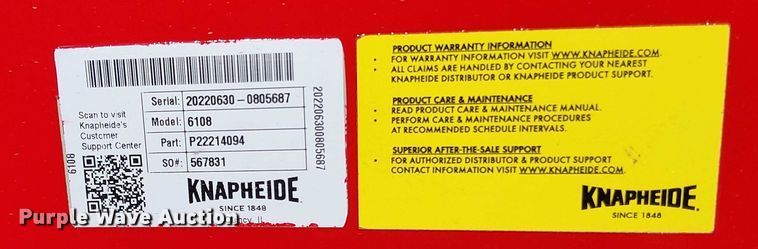 Scan to visit
Knapheide's
Customer
Support Center
6108
Serial: 20220630 - 0805687
Model: 6108
Part: P22214094
SO#: 567831
202206300805687
KNAPHEIDE
SINCE 1848
IL
PRODUCT WARRANTY INFORMATION
• FOR WARRANTY INFORMATION VISIT WWW.KNAPHEIDE.COM.
• ALL CLAIMS ARE HANDLED BY CONTACTING YOUR NEAREST
KNAPHEIDE DISTRIBUTOR OR KNAPHEIDE PRODUCT SUPPORT.
PRODUCT CARE & MAINTENANCE
• READ PRODUCT CARE & MAINTENANCE MANUAL.
• PERFORM CARE & MAINTENANCE PROCEDURES
AT RECOMMENDED SCHEDULE INTERVALS.
SUPERIOR AFTER-THE-SALE SUPPORT
• FOR AUTHORIZED DISTRIBUTOR & PRODUCT SUPPORT
CONTACT INFORMATION VISIT WWW.KNAPHEIDE.COM.
KNAPHEIDE
SINCE 1848
Purple Wave Auction